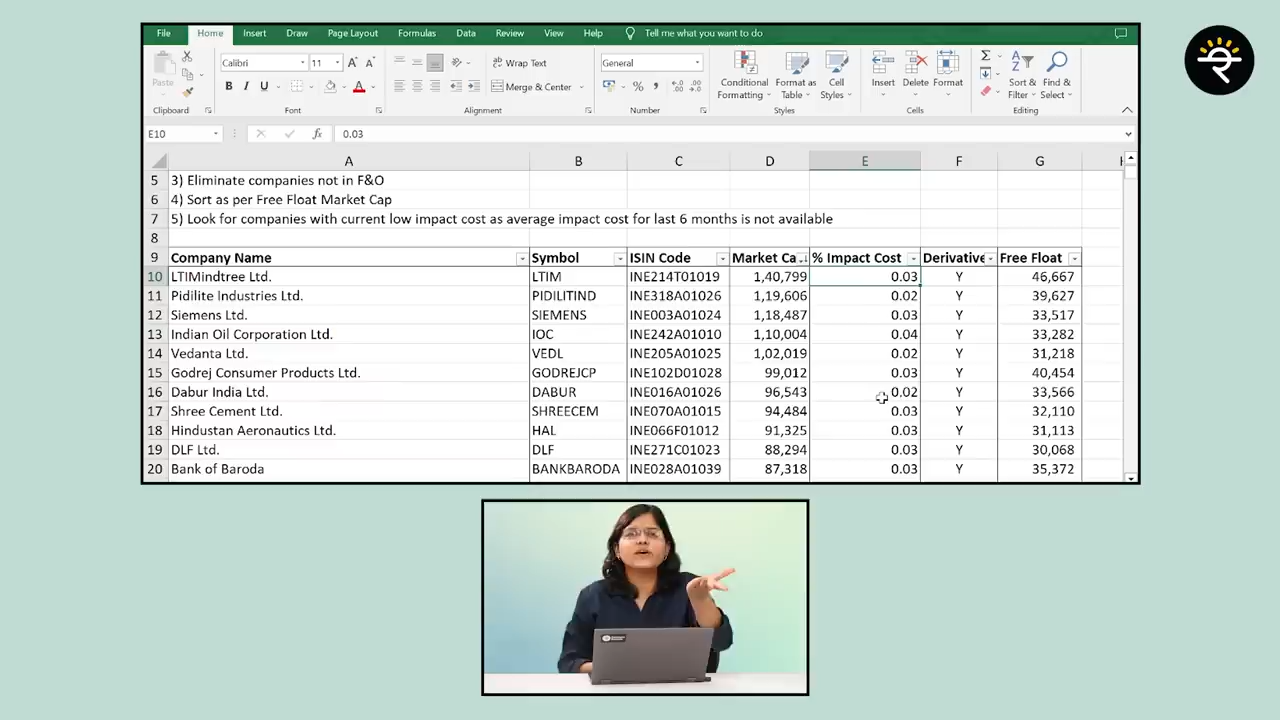 File Home Insert Draw Page Layout Formulas Data Review View Help Tell me what you want to do
Paste Calibri 11 A A Wrap Text General Conditional Formatting Format as Table Cell Styles Insert Delete Format Sort & Filter Find & Select
B I U A Merge & Center % ,
Clipboard Font Alignment Number Styles Cells Editing
E10 fx 0.03
A B C D E F G H
5 3) Eliminate companies not in F&O
6 4) Sort as per Free Float Market Cap
7 5) Look for companies with current low impact cost as average impact cost for last 6 months is not available
8
9 Company Name Symbol ISIN Code Market Ca % Impact Cost Derivative Free Float
10 LTIMindtree Ltd. LTIM INE214T01019 1,40,799 0.03 Y 46,667
11 Pidilite Industries Ltd. PIDILITIND INE318A01026 1,19,606 0.02 Y 39,627
12 Siemens Ltd. SIEMENS INE003A01024 1,18,487 0.03 Y 33,517
13 Indian Oil Corporation Ltd. IOC INE242A01010 1,10,004 0.04 Y 33,282
14 Vedanta Ltd. VEDL INE205A01025 1,02,019 0.02 Y 31,218
15 Godrej Consumer Products Ltd. GODREJCP INE102D01028 99,012 0.03 Y 40,454
16 Dabur India Ltd. DABUR INE016A01026 96,543 0.02 Y 33,566
17 Shree Cement Ltd. SHREECEM INE070A01015 94,484 0.03 Y 32,110
18 Hindustan Aeronautics Ltd. HAL INE066F01012 91,325 0.03 Y 31,113
19 DLF Ltd. DLF INE271C01023 88,294 0.03 Y 30,068
20 Bank of Baroda BANKBARODA INE028A01039 87,318 0.03 Y 35,372